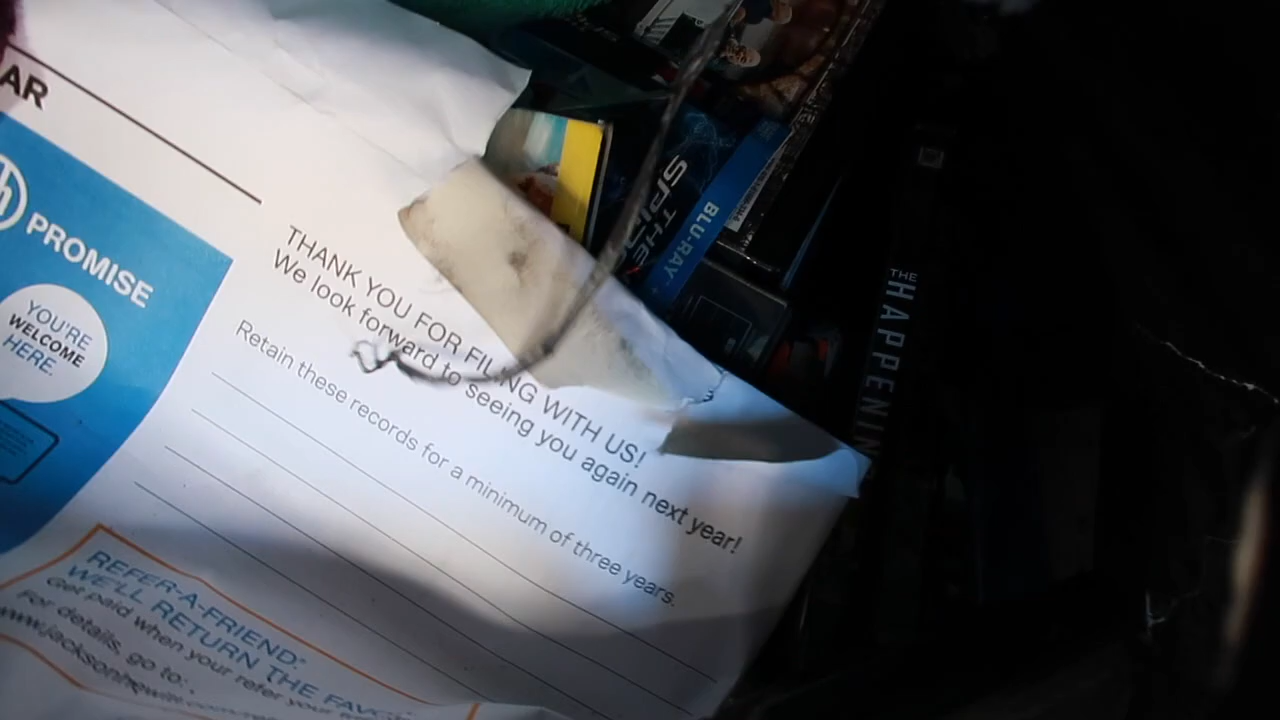 AR
PROMISE
YOU'RE
WELCOME
HERE.
THANK YOU FOR FILING WITH US!
We look forward to seeing you again next year!
Retain these records for a minimum of three years.
REFER-A-FRIEND:
WE'LL RETURN THE
Get paid when your refer your
For details, go to:
BLU-RAY
THE
THE
HAPPENIN